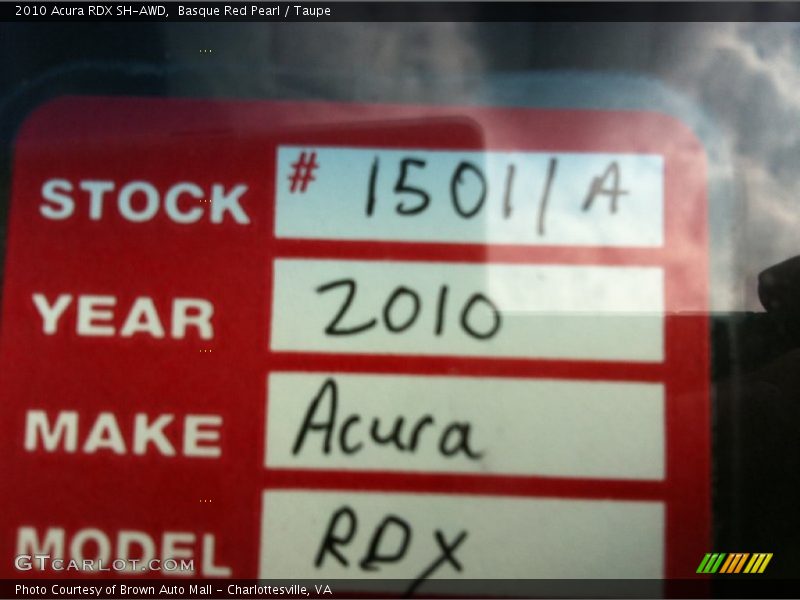 2010 Acura RDX SH-AWD,  Basque Red Pearl / Taupe
STOCK # 15011/A
YEAR 2010
MAKE Acura
MODEL RDX
GTCARLOT.COM
Photo Courtesy of Brown Auto Mall - Charlottesville, VA